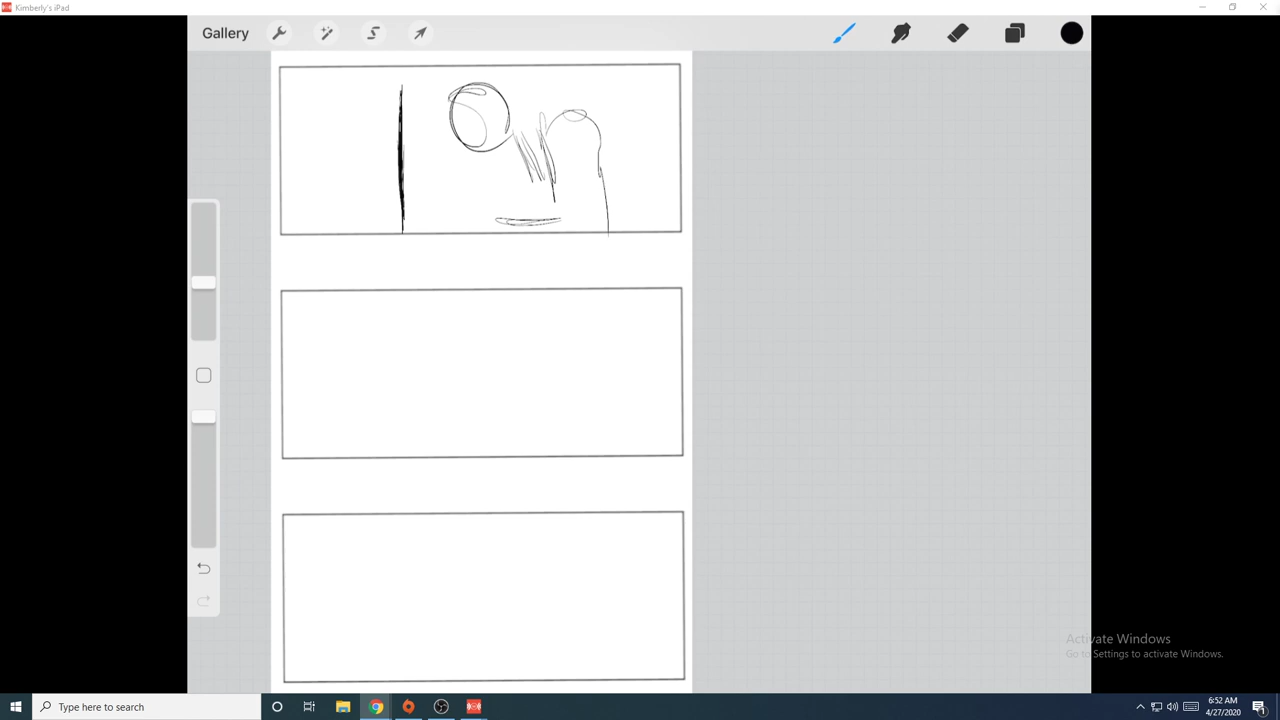 Kimberly's iPad
Gallery
Activate Windows
Go to Settings to activate Windows.
Type here to search
6:52 AM
4/27/2020
1